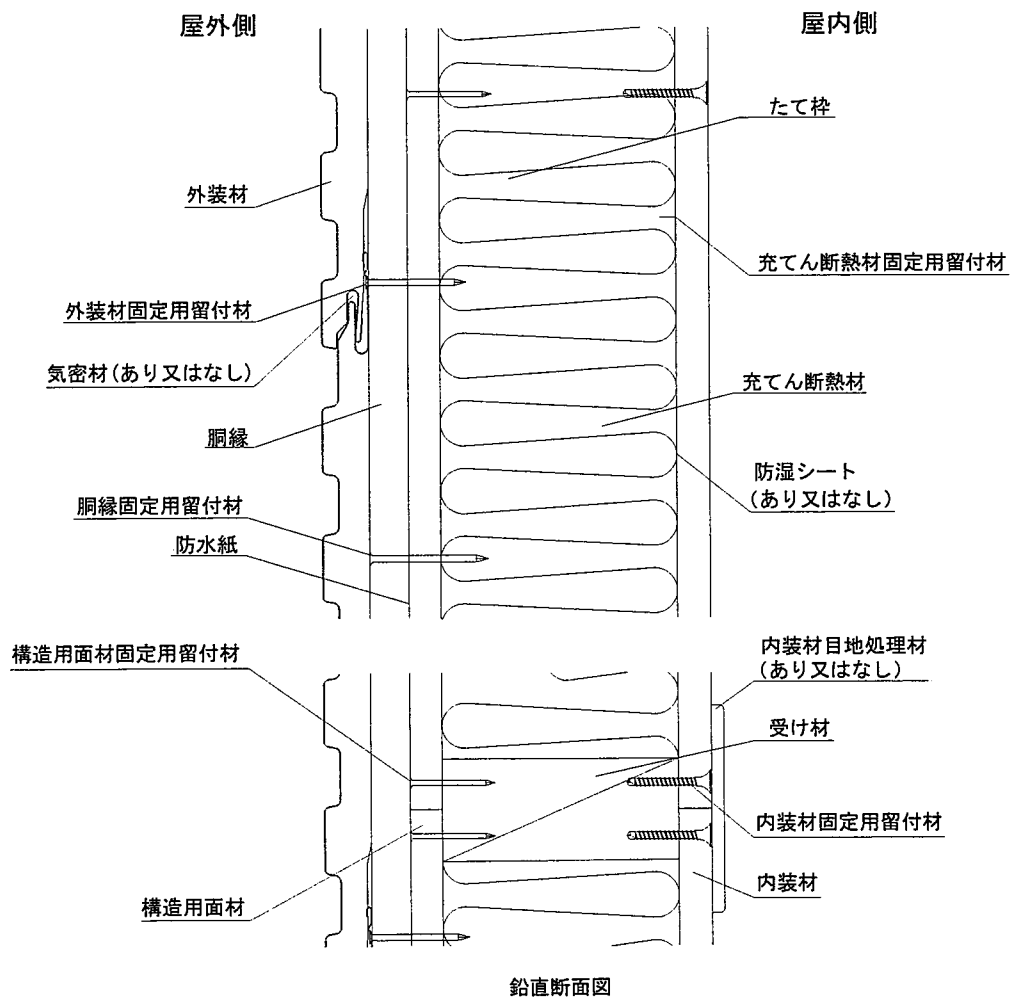 屋外側
屋内側
たて枠
外装材
充てん断熱材固定用留付材
外装材固定用留付材
気密材(あり又はなし)
充てん断熱材
胴縁
防湿シート
(あり又はなし)
胴縁固定用留付材
防水紙
構造用面材固定用留付材
内装材目地処理材
(あり又はなし)
受け材
内装材固定用留付材
内装材
構造用面材
鉛直断面図